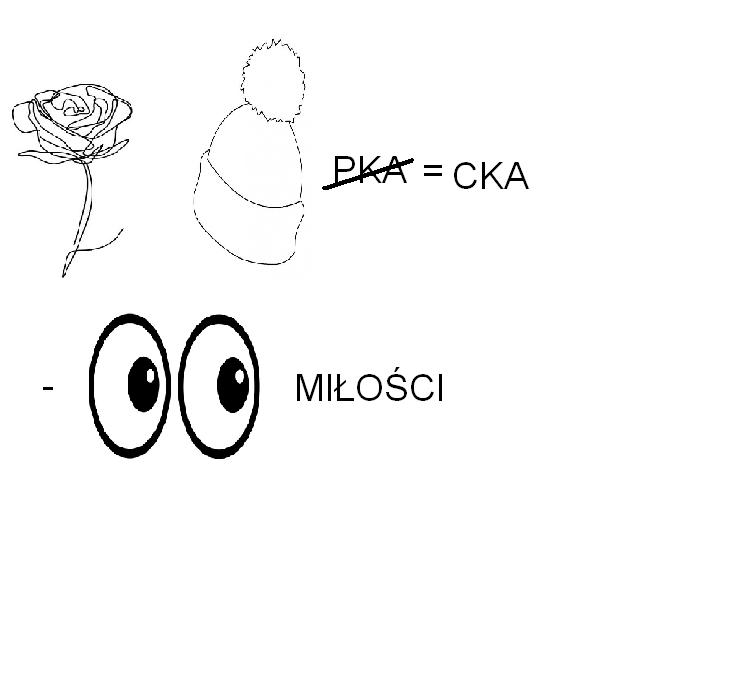 PKA = CKA
- MIŁOŚCI